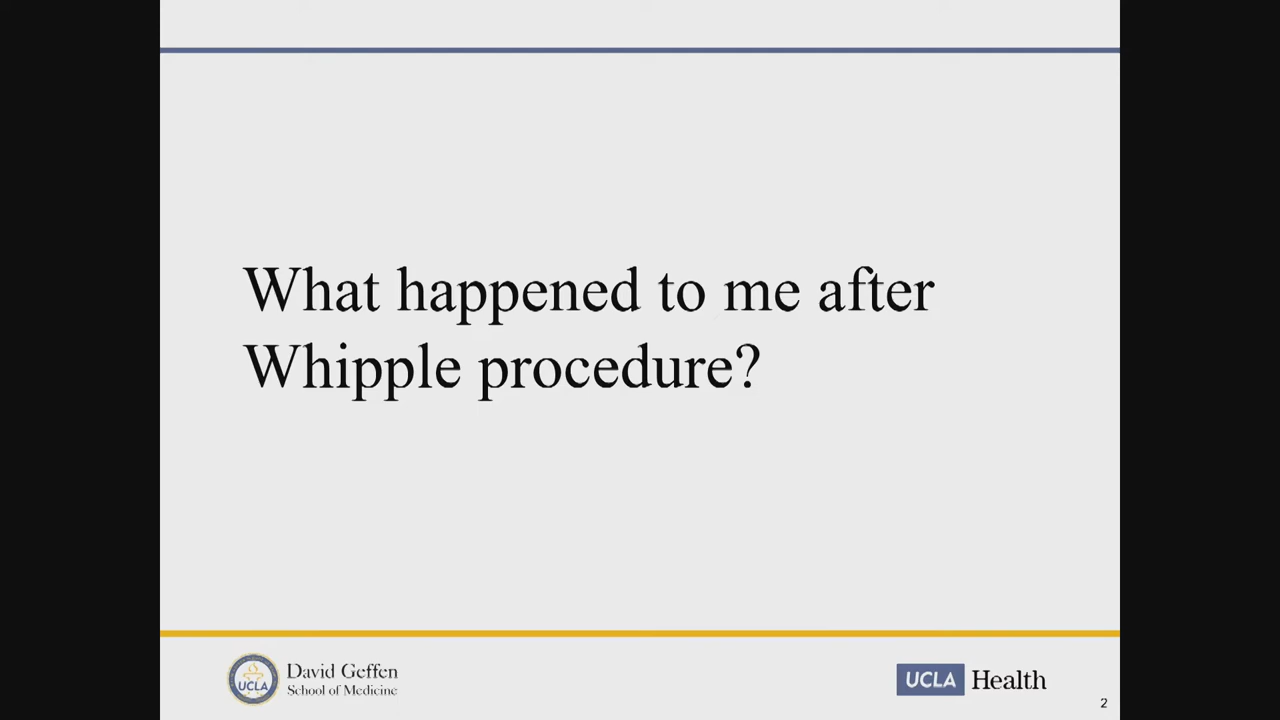 What happened to me after
Whipple procedure?
UCLA
David Geffen
School of Medicine
UCLA Health
2